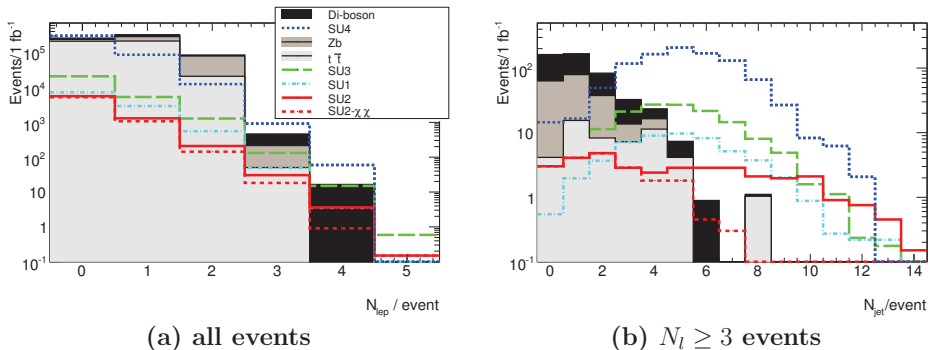 Events/1 fb⁻¹
10⁵
10⁴
10³
10²
10
1
10⁻¹
0 1 2 3 4 5
N_lep / event
Di-boson
SU4
Zb
t t̅
SU3
SU1
SU2
SU2-χ χ
(a) all events
Events/1 fb⁻¹
10²
10
1
10⁻¹
0 2 4 6 8 10 12 14
N_jet/event
(b) N_l ≥ 3 events